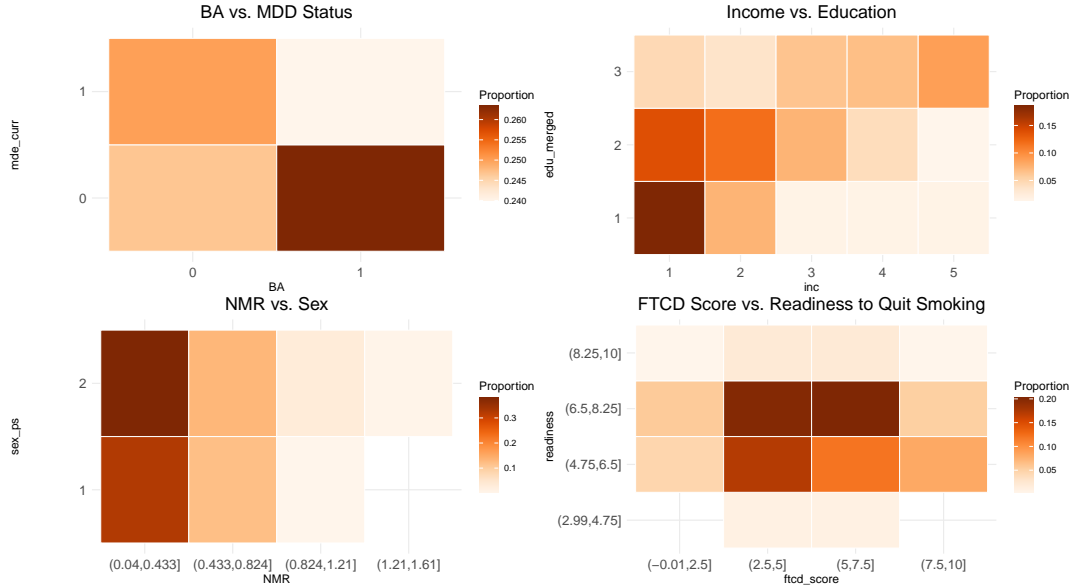 BA vs. MDD Status
mde_curr
1
0
0
1
BA
Proportion
0.260
0.255
0.250
0.245
0.240
Income vs. Education
edu_merged
3
2
1
1
2
3
4
5
inc
Proportion
0.15
0.10
0.05
NMR vs. Sex
sex_ps
2
1
(0.04,0.433]
(0.433,0.824]
(0.824,1.21]
(1.21,1.61]
NMR
Proportion
0.3
0.2
0.1
FTCD Score vs. Readiness to Quit Smoking
readiness
(8.25,10]
(6.5,8.25]
(4.75,6.5]
(2.99,4.75]
(−0.01,2.5]
(2.5,5]
(5,7.5]
(7.5,10]
ftcd_score
Proportion
0.20
0.15
0.10
0.05